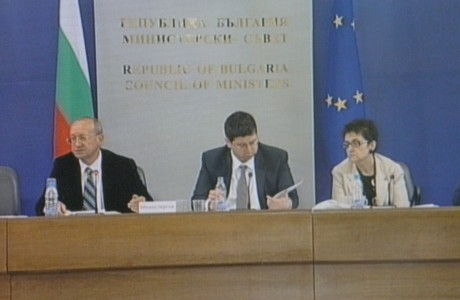 РЕПУБЛИКА БЪЛГАРИЯ
МИНИСТЕРСКИ СЪВЕТ
REPUBLIC OF BULGARIA
COUNCIL OF MINISTERS